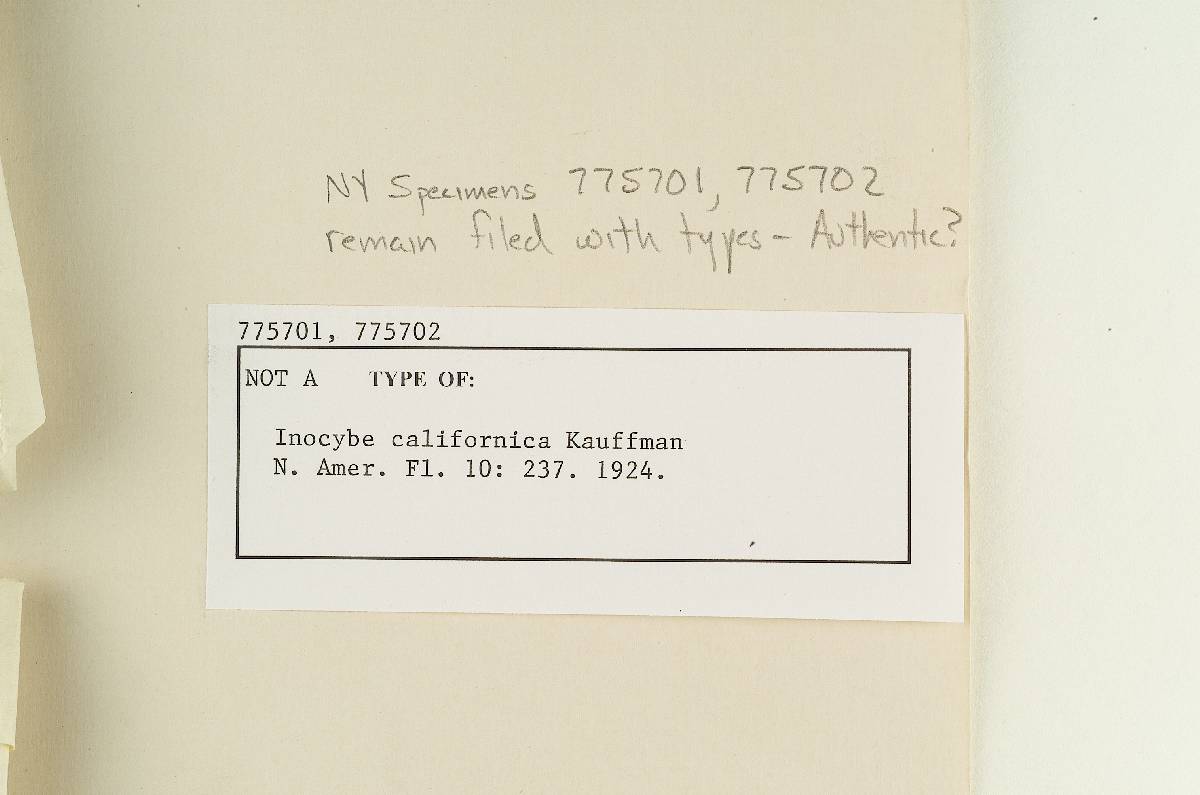 NY Specimens 775701, 775702
remain filed with types - Authentic?
775701, 775702
NOT A TYPE OF:
Inocybe californica Kauffman
N. Amer. Fl. 10: 237. 1924.